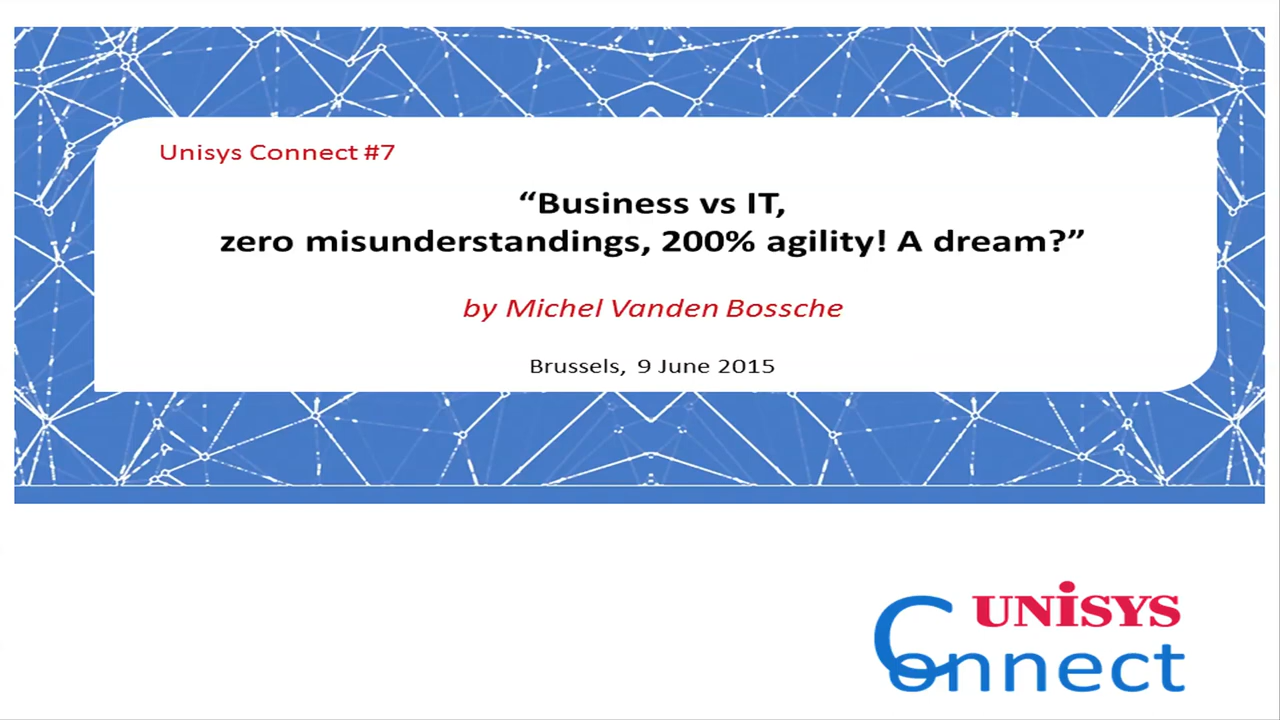 Unisys Connect #7
“Business vs IT,
zero misunderstandings, 200% agility! A dream?”
by Michel Vanden Bossche
Brussels, 9 June 2015
UNiSYS
Connect